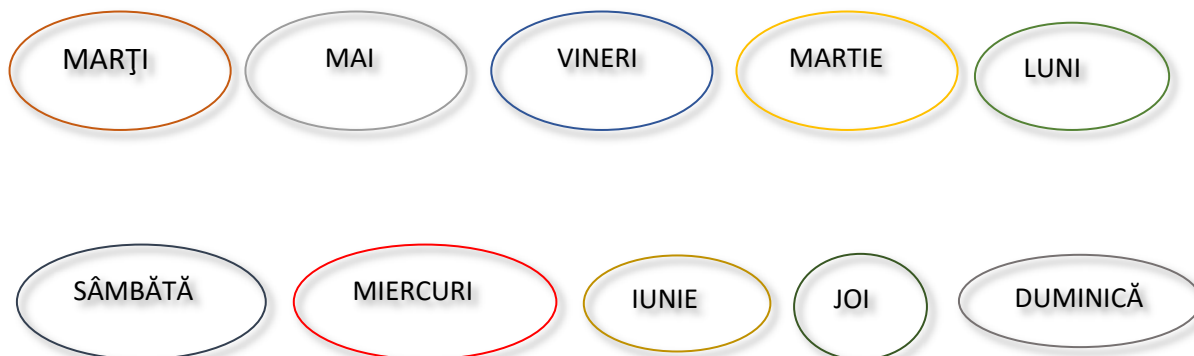 MARŢI MAI VINERI MARTIE LUNI
SÂMBĂTĂ MIERCURI IUNIE JOI DUMINICĂ